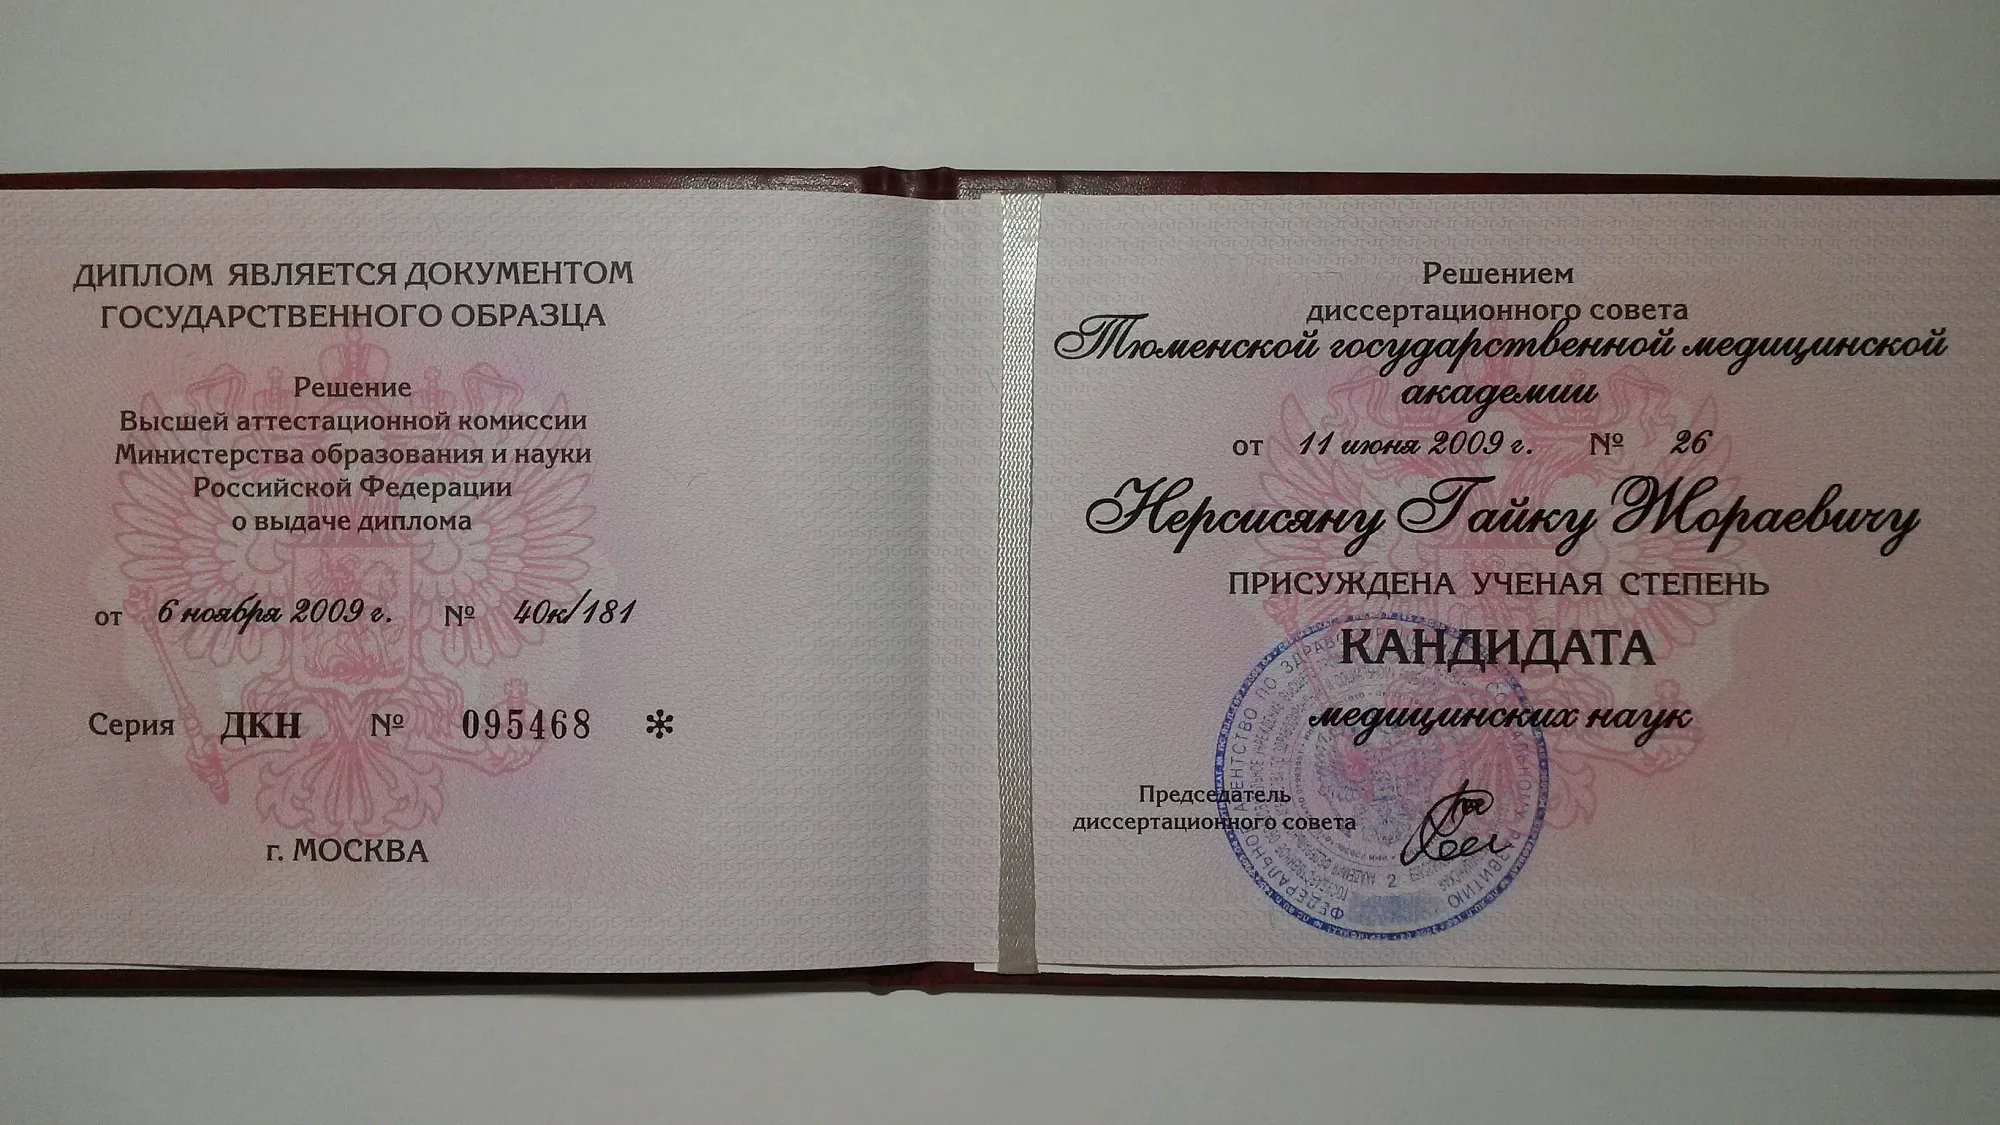 ДИПЛОМ ЯВЛЯЕТСЯ ДОКУМЕНТОМ
ГОСУДАРСТВЕННОГО ОБРАЗЦА
Решение
Высшей аттестационной комиссии
Министерства образования и науки
Российской Федерации
о выдаче диплома
от 6 ноября 2009 г. № 40к/181
Серия ДКН № 095468 *
г. МОСКВА
Решением
диссертационного совета
Тюменской государственной медицинской
академии
от 11 июня 2009 г. № 26
Нерсисяну Гайку Жораевичу
ПРИСУЖДЕНА УЧЕНАЯ СТЕПЕНЬ
КАНДИДАТА
медицинских наук
Председатель
диссертационного совета
2